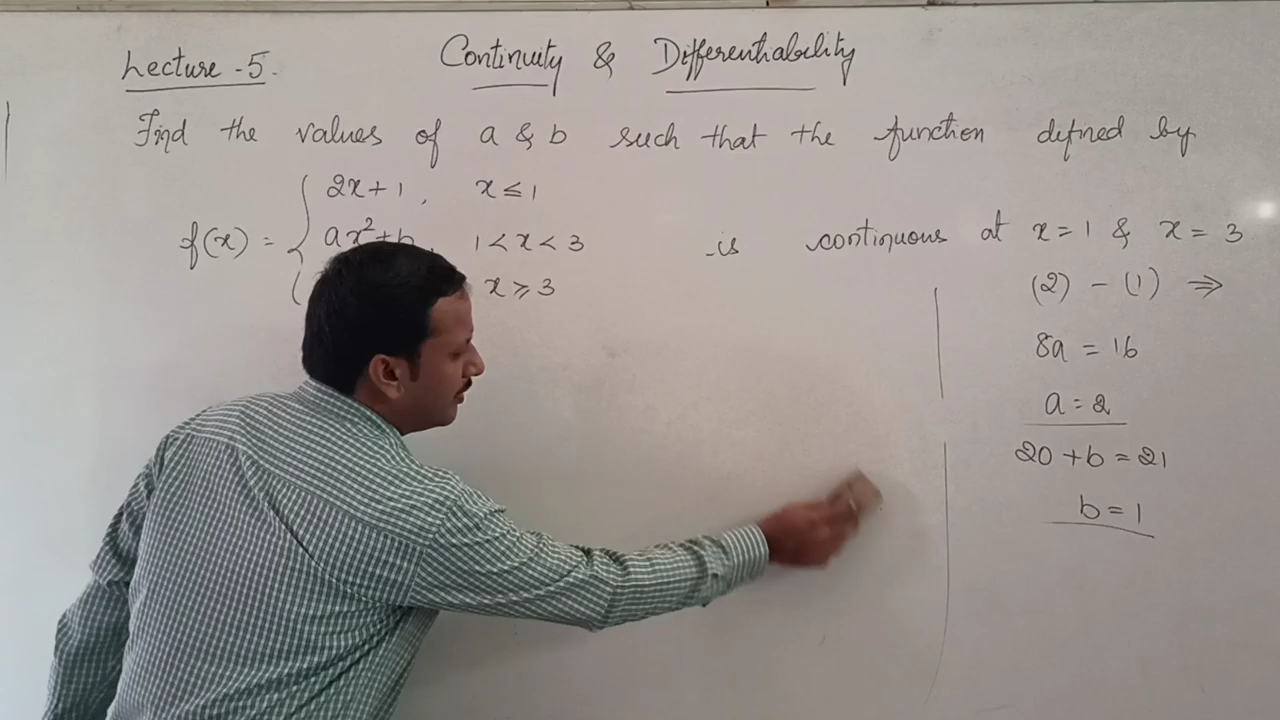 Lecture - 5.
Continuity & Differentiability
Find the values of a & b such that the function defined by
f(x) = { 2x + 1 , x ≤ 1
ax² + b , 1 < x < 3
x ≥ 3
is continuous at x = 1 & x = 3
(2) - (1) ⇒
8a = 16
a = 2
20 + b = 21
b = 1